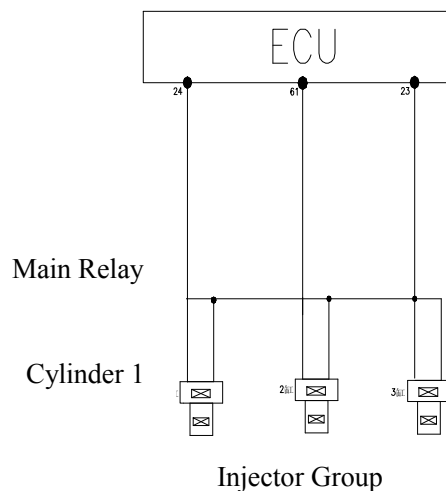 ECU
24
61
23
Main Relay
Cylinder 1
2缸
3缸
Injector Group